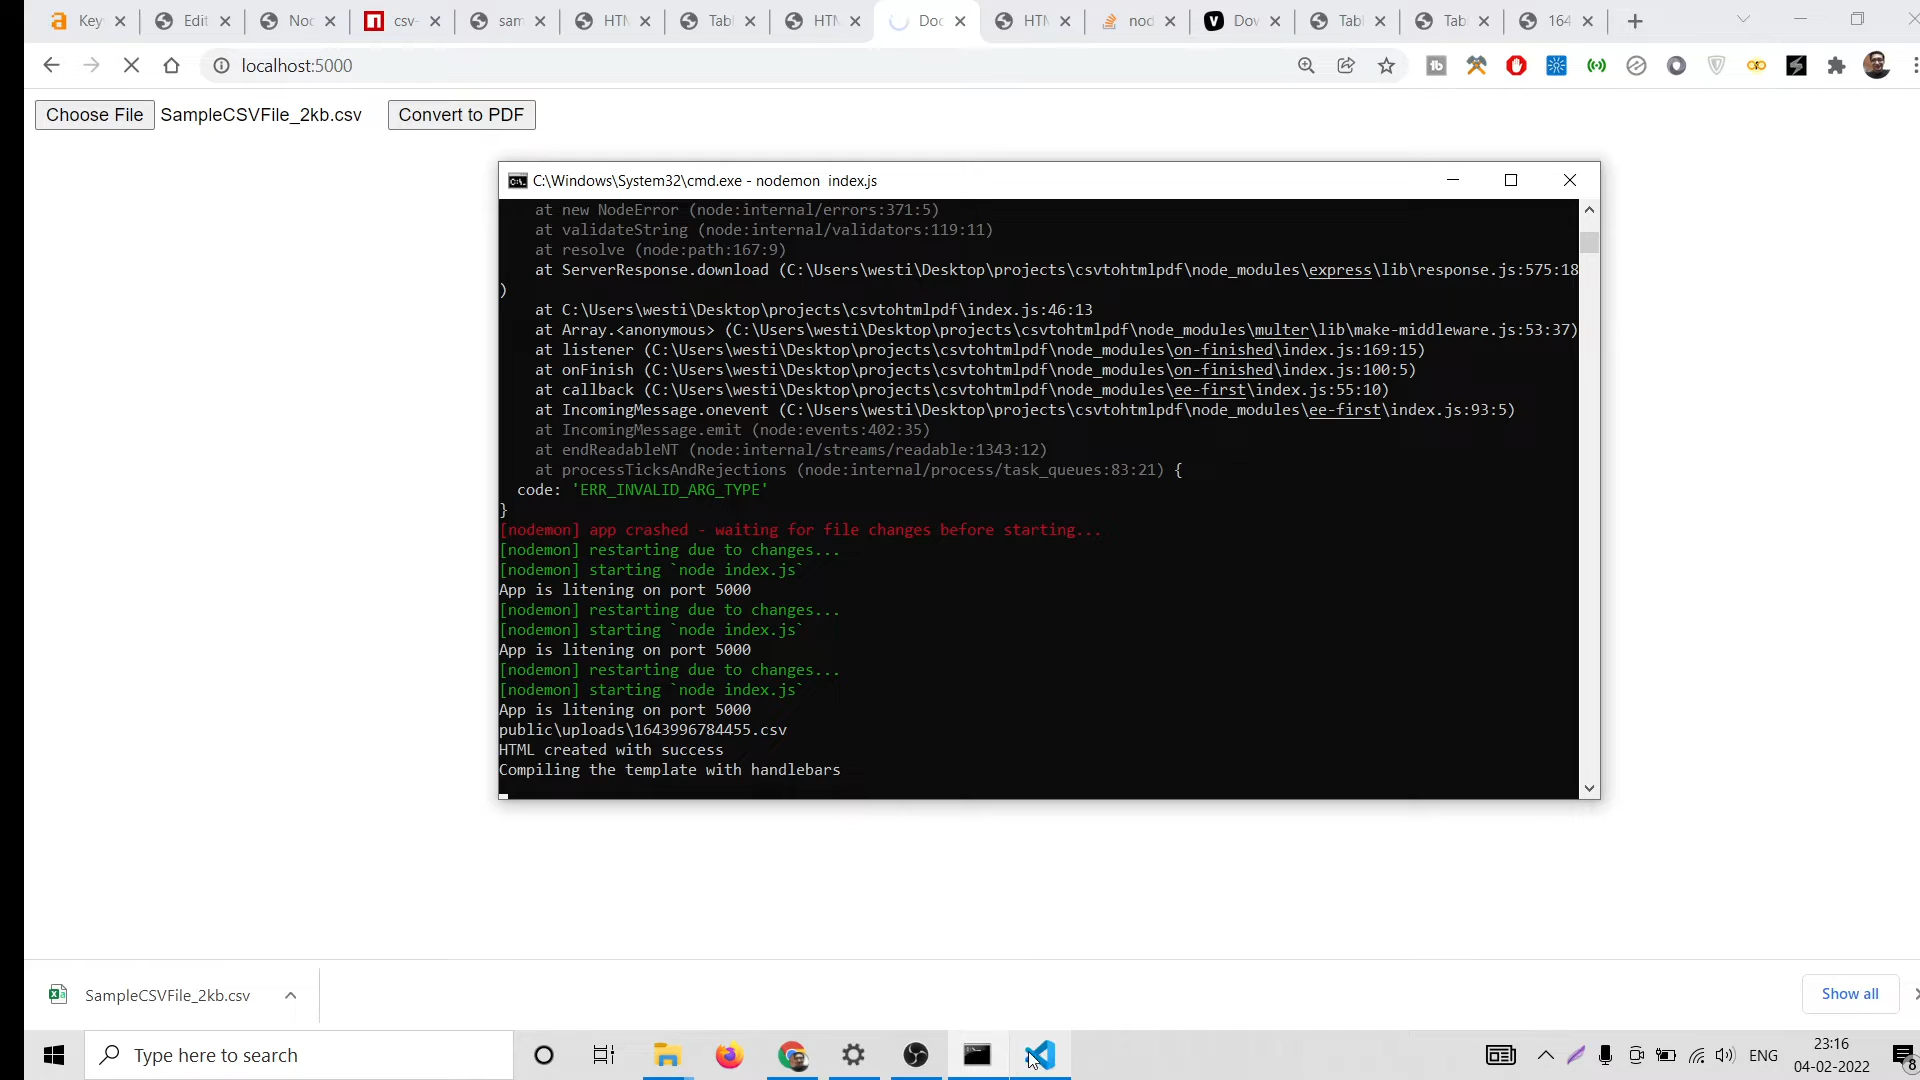 Key
Edit
Noc
csv-
sam
HTM
Tabl
HTM
Doc
HTM
nod
Dov
Tabl
Tab
164
localhost:5000
Choose File SampleCSVFile_2kb.csv Convert to PDF
C:\Windows\System32\cmd.exe - nodemon index.js
at new NodeError (node:internal/errors:371:5)
at validateString (node:internal/validators:119:11)
at resolve (node:path:167:9)
at ServerResponse.download (C:\Users\westi\Desktop\projects\csvtohtmlpdf\node_modules\express\lib\response.js:575:18
)
at C:\Users\westi\Desktop\projects\csvtohtmlpdf\index.js:46:13
at Array.<anonymous> (C:\Users\westi\Desktop\projects\csvtohtmlpdf\node_modules\multer\lib\make-middleware.js:53:37)
at listener (C:\Users\westi\Desktop\projects\csvtohtmlpdf\node_modules\on-finished\index.js:169:15)
at onFinish (C:\Users\westi\Desktop\projects\csvtohtmlpdf\node_modules\on-finished\index.js:100:5)
at callback (C:\Users\westi\Desktop\projects\csvtohtmlpdf\node_modules\ee-first\index.js:55:10)
at IncomingMessage.onevent (C:\Users\westi\Desktop\projects\csvtohtmlpdf\node_modules\ee-first\index.js:93:5)
at IncomingMessage.emit (node:events:402:35)
at endReadableNT (node:internal/streams/readable:1343:12)
at processTicksAndRejections (node:internal/process/task_queues:83:21) {
code: 'ERR_INVALID_ARG_TYPE'
}
[nodemon] app crashed - waiting for file changes before starting...
[nodemon] restarting due to changes...
[nodemon] starting `node index.js`
App is litening on port 5000
[nodemon] restarting due to changes...
[nodemon] starting `node index.js`
App is litening on port 5000
[nodemon] restarting due to changes...
[nodemon] starting `node index.js`
App is litening on port 5000
public\uploads\1643996784455.csv
HTML created with success
Compiling the template with handlebars
SampleCSVFile_2kb.csv
Show all
Type here to search
ENG
23:16
04-02-2022
8